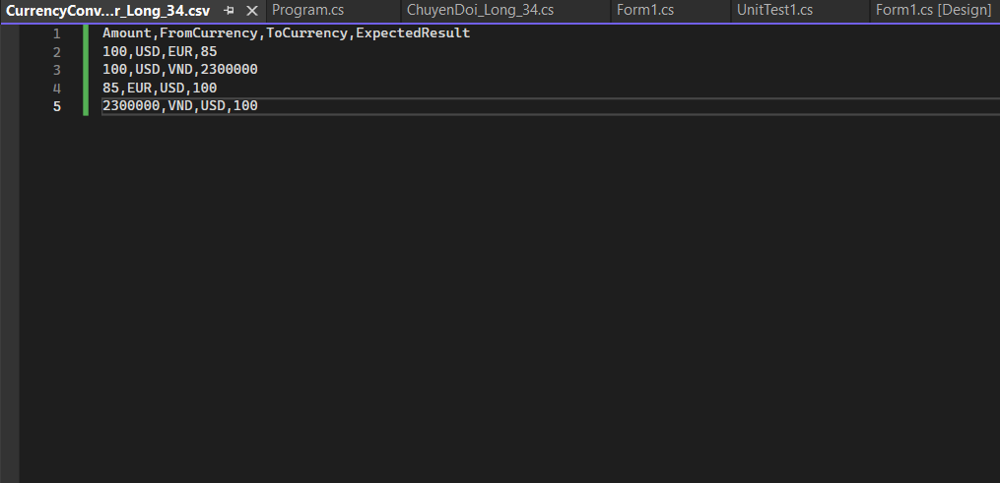 CurrencyConv...r_Long_34.csv Program.cs ChuyenDoi_Long_34.cs Form1.cs UnitTest1.cs Form1.cs [Design]
1 Amount,FromCurrency,ToCurrency,ExpectedResult
2 100,USD,EUR,85
3 100,USD,VND,2300000
4 85,EUR,USD,100
5 2300000,VND,USD,100